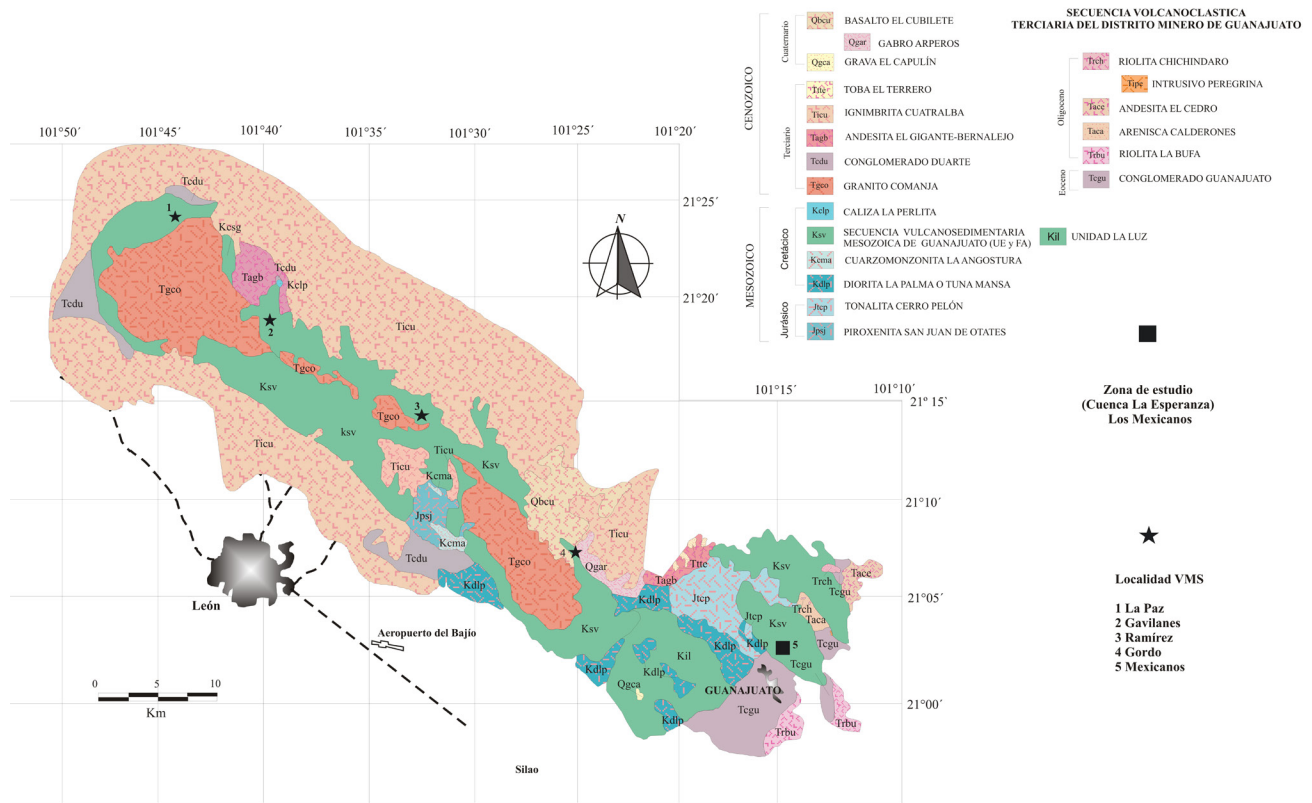 SECUENCIA VOLCANOCLASTICA
TERCIARIA DEL DISTRITO MINERO DE GUANAJUATO
CENOZOICO
Cuaternario
Qbcu BASALTO EL CUBILETE
Qgar GABRO ARPEROS
Qgca GRAVA EL CAPULÍN
Terciario
Ttte TOBA EL TERRERO
Ticu IGNIMBRITA CUATRALBA
Tagb ANDESITA EL GIGANTE-BERNALEJO
Tcdu CONGLOMERADO DUARTE
Tgco GRANITO COMANJA
MESOZOICO
Cretácico
Kclp CALIZA LA PERLITA
Ksv SECUENCIA VULCANOSEDIMENTARIA
MESOZOICA DE GUANAJUATO (UE y FA)
Kcma CUARZOMONZONITA LA ANGOSTURA
Kdlp DIORITA LA PALMA O TUNA MANSA
Jurásico
Jtcp TONALITA CERRO PELÓN
Jpsj PIROXENITA SAN JUAN DE OTATES
Oligoceno
Trch RIOLITA CHICHINDARO
Tipe INTRUSIVO PEREGRINA
Tace ANDESITA EL CEDRO
Taca ARENISCA CALDERONES
Trbu RIOLITA LA BUFA
Eoceno
Tcgu CONGLOMERADO GUANAJUATO
Kil UNIDAD LA LUZ
Zona de estudio
(Cuenca La Esperanza)
Los Mexicanos
Localidad VMS
1 La Paz
2 Gavilanes
3 Ramírez
4 Gordo
5 Mexicanos
101°50′ 101°45′ 101°40′ 101°35′ 101°30′ 101°25′ 101°20′
21°25′
21°20′
101°15′ 101°10′
21° 15′
21°10′
21°05′
21°00′
N
Tcdu
1
Kcsg
Tcdu
Tagb
Kclp
Tgco
Tcdu
2
Ticu
Tgco
Ksv
3
Tgco
ksv
Ticu
Ticu
Ksv
Ticu
Kcma
Qbcu
Jpsj
Ticu
Kcma
4
Tcdu
Tgco
Qgar
Kdlp
Ttte
Tagb
Ksv
Trch
Tace
Tcgu
Kdlp
Jtcp
Trch
Taca
Jtcp
Ksv
Ksv
Kil
Kdlp
Kdlp
5
Tcgu
Tcgu
Kdlp
Kdlp
Qgca
GUANAJUATO
Tcgu
Kdlp
Trbu
Trbu
León
Aeropuerto del Bajío
0 5 10
Km
Silao